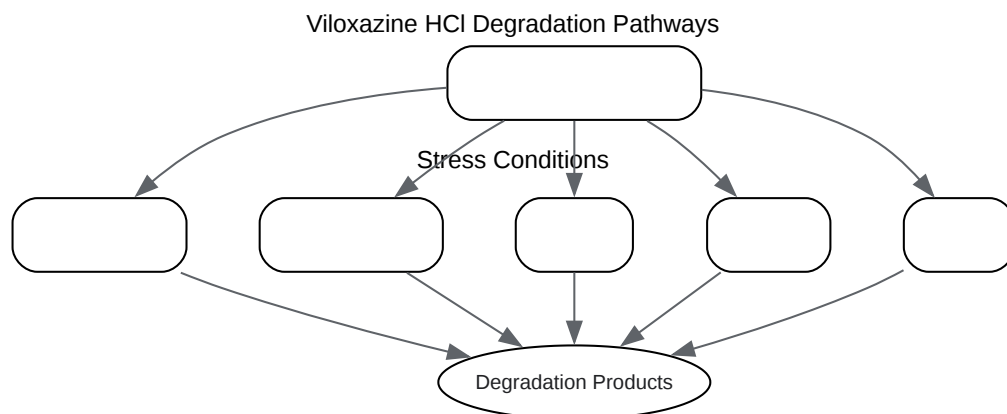 Viloxazine HCl Degradation Pathways
Stress Conditions
Degradation Products